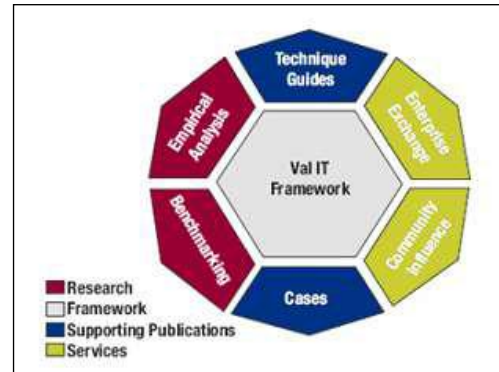 Technique
Guides
Empirical
Analysis
Enterprise
Exchange
Val IT
Framework
Benchmarking
Community
Influence
Cases
Research
Framework
Supporting Publications
Services